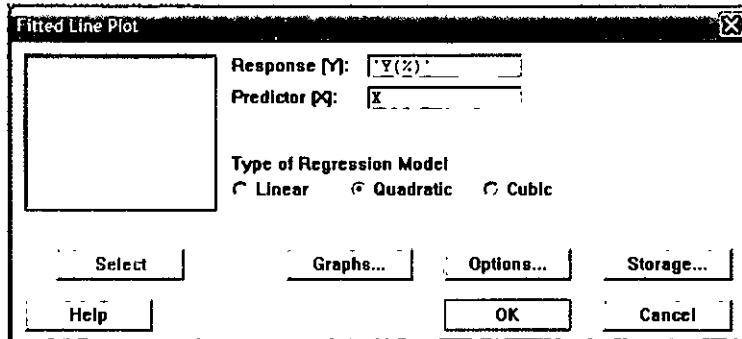 Fitted Line Plot
Response (Y): 'Y(%)'
Predictor (X): X
Type of Regression Model
Linear Quadratic Cubic
Select Graphs... Options... Storage...
Help OK Cancel